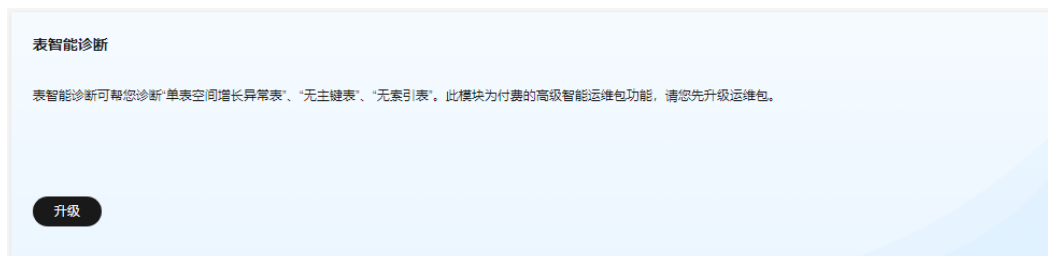 表智能诊断
表智能诊断可帮您诊断“单表空间增长异常表”、“无主键表”、“无索引表”。此模块为付费的高级智能运维包功能，请您先升级运维包。
升级